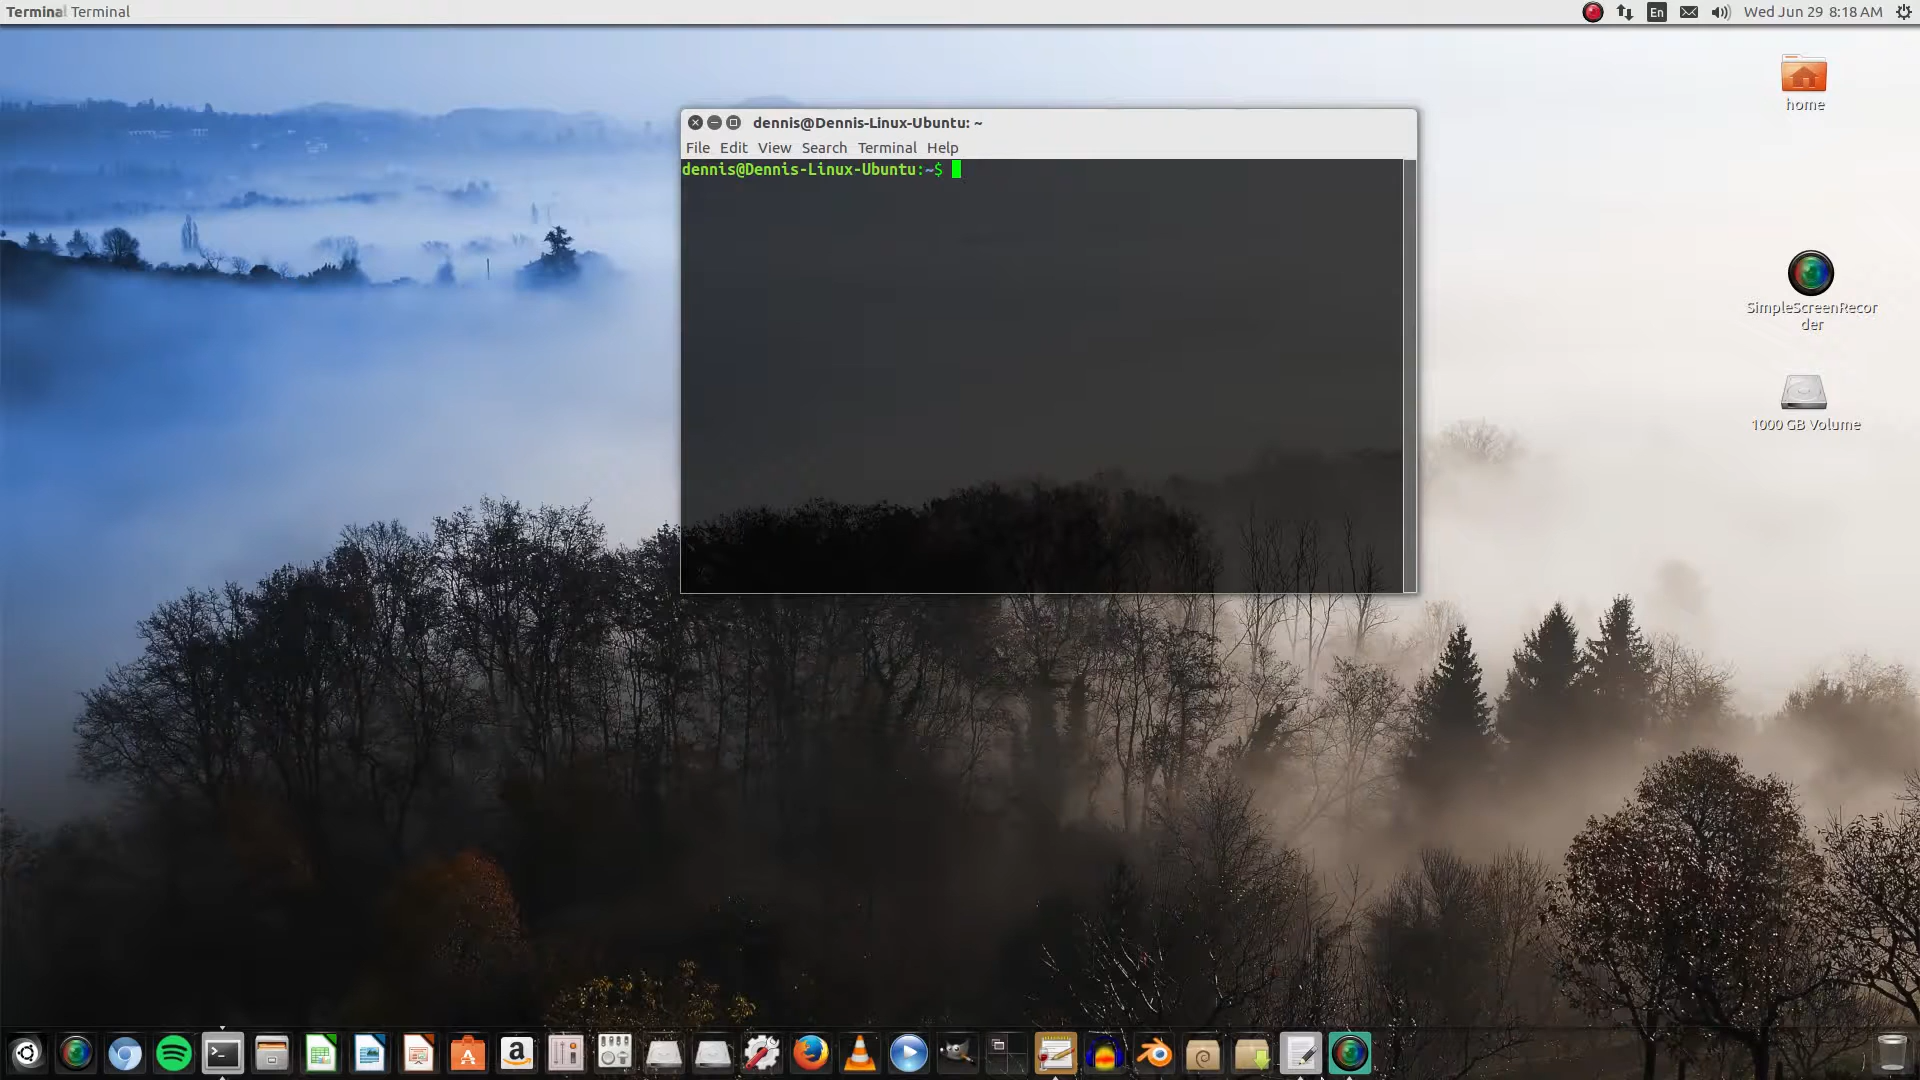 Terminal Terminal
En Wed Jun 29 8:18 AM
home
dennis@Dennis-Linux-Ubuntu: ~
File Edit View Search Terminal Help
dennis@Dennis-Linux-Ubuntu:~$
SimpleScreenRecor
der
1000 GB Volume